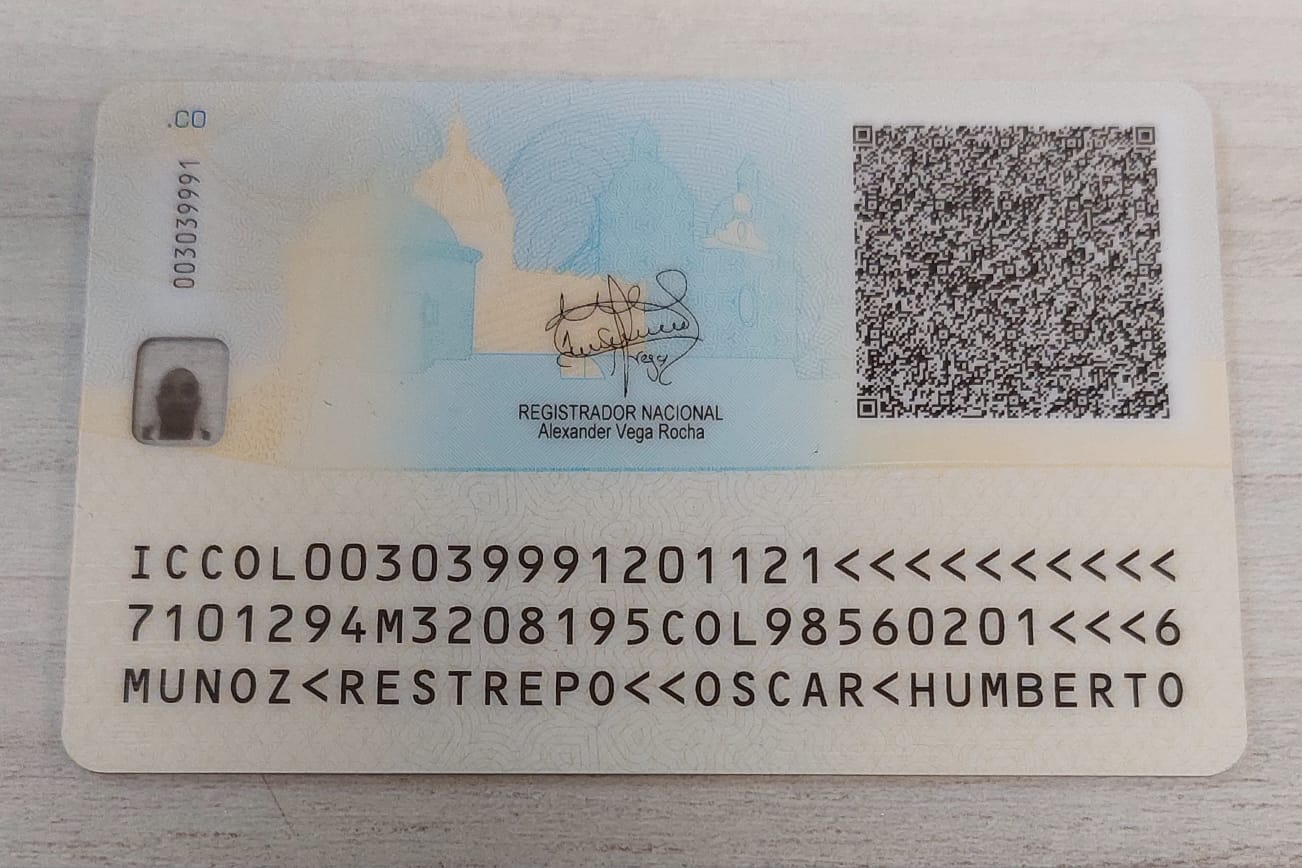 .CO
003039991
REGISTRADOR NACIONAL
Alexander Vega Rocha
ICCOL003039991201121<<<<<<<<<<
7101294M3208195COL98560201<<<6
MUNOZ<RESTREPO<<OSCAR<HUMBERTO